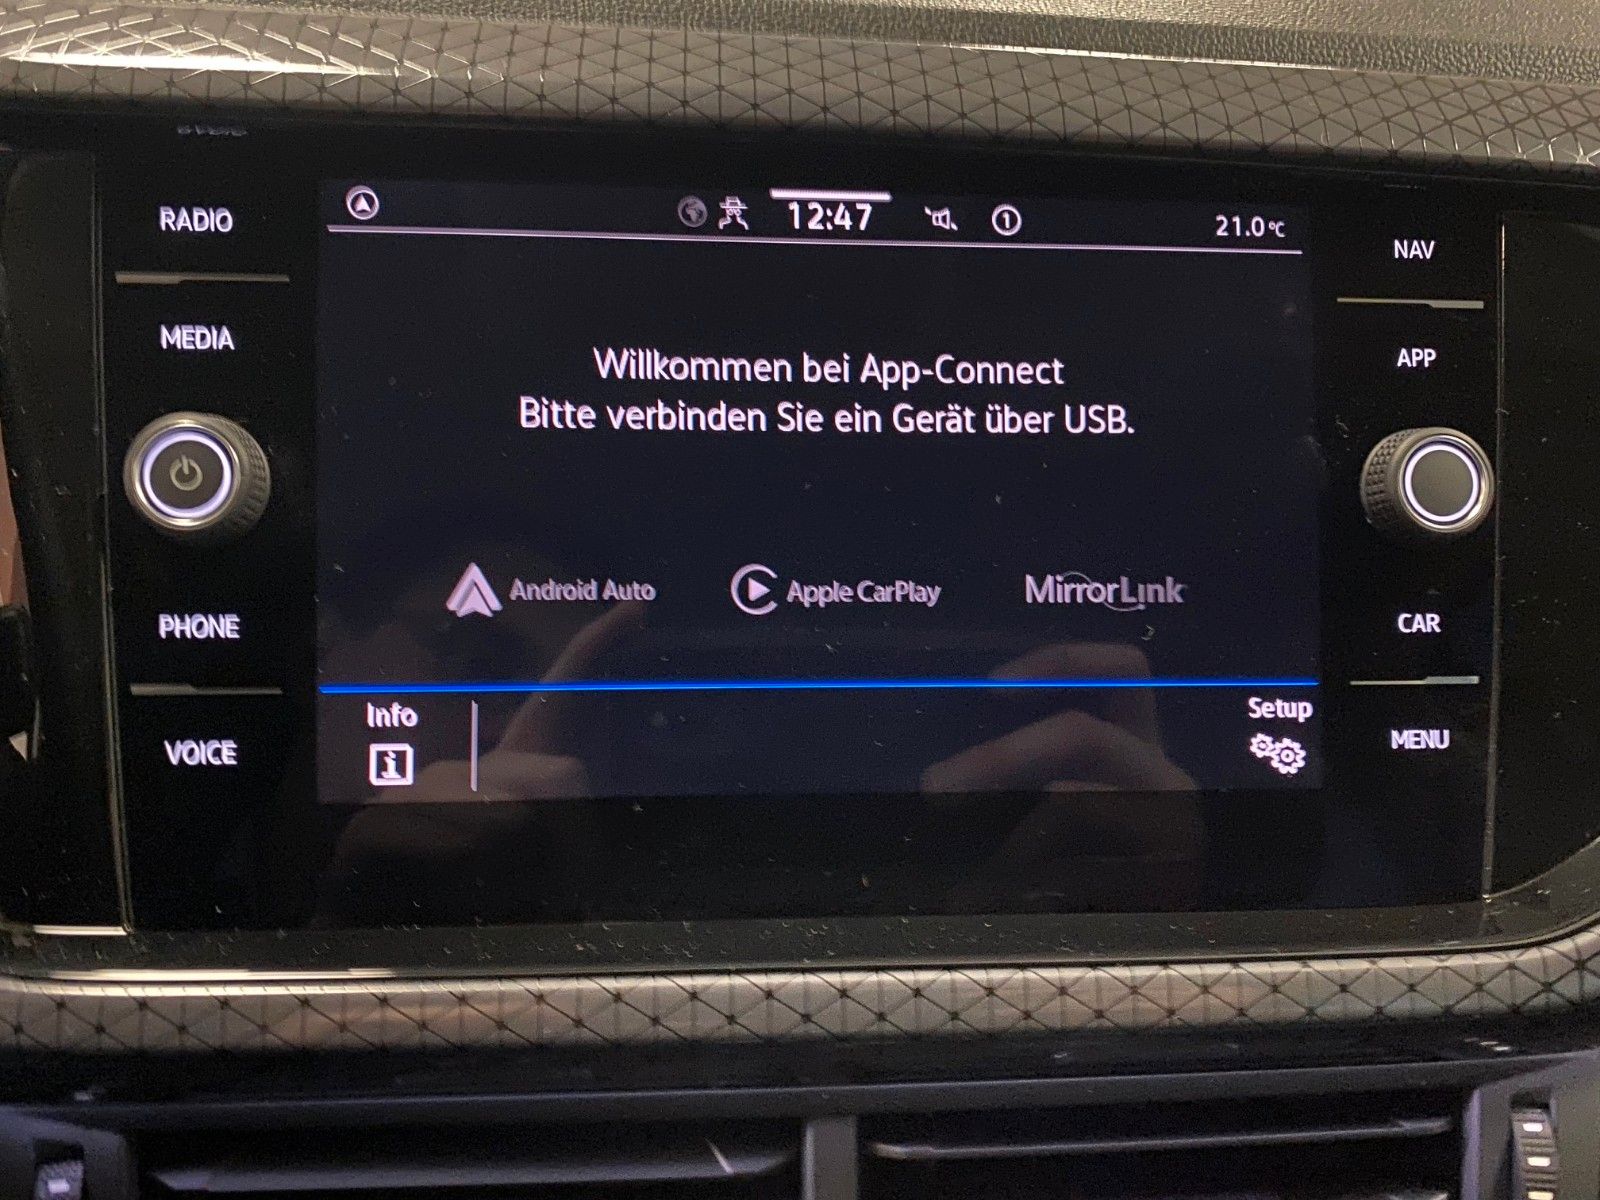 RADIO
MEDIA
PHONE
VOICE
12:47
1
21.0°C
Willkommen bei App-Connect
Bitte verbinden Sie ein Gerät über USB.
Android Auto
Apple CarPlay
MirrorLink
Info
i
Setup
NAV
APP
CAR
MENU